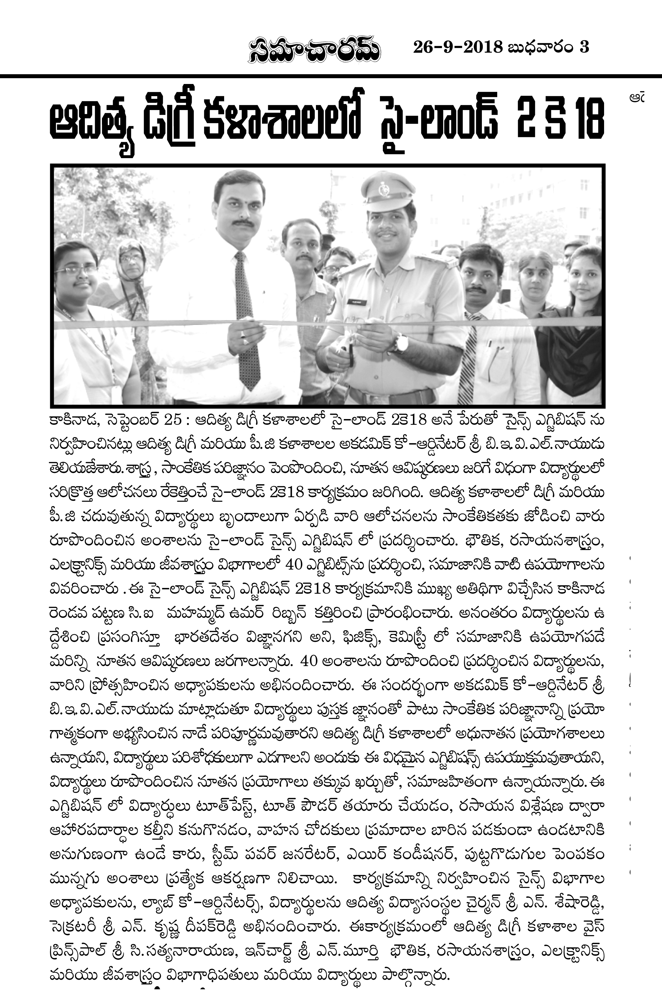 సమాచారమ్ 26-9-2018 బుధవారం 3
ఆదిత్య డిగ్రీ కళాశాలలో సై-లాండ్ 2 కె 18
కాకినాడ, సెప్టెంబర్ 25 : ఆదిత్య డిగ్రీ కళాశాలలో సై-లాండ్ 2కె18 అనే పేరుతో సైన్స్ ఎగ్జిబిషన్ ను
నిర్వహించినట్లు ఆదిత్య డిగ్రీ మరియు పీ.జి కళాశాలల అకడమిక్ కో-ఆర్డినేటర్ శ్రీ బి.ఇ.వి.ఎల్.నాయుడు
తెలియజేశారు. శాస్త్ర, సాంకేతిక పరిజ్ఞానం పెంపొందించి, నూతన ఆవిష్కరణలు జరిగే విధంగా విద్యార్థులలో
సరిక్రొత్త ఆలోచనలు రేకెత్తించే సై-లాండ్ 2కె18 కార్యక్రమం జరిగింది. ఆదిత్య కళాశాలలో డిగ్రీ మరియు
పీ.జి చదువుతున్న విద్యార్థులు బృందాలుగా ఏర్పడి వారి ఆలోచనలను సాంకేతికతకు జోడించి వారు
రూపొందించిన అంశాలను సై-లాండ్ సైన్స్ ఎగ్జిబిషన్ లో ప్రదర్శించారు. భౌతిక, రసాయనశాస్త్రం,
ఎలక్ట్రానిక్స్ మరియు జీవశాస్త్రం విభాగాలలో 40 ఎగ్జిబిట్స్‌ను ప్రదర్శించి, సమాజానికి వాటి ఉపయోగాలను
వివరించారు . ఈ సై-లాండ్ సైన్స్ ఎగ్జిబిషన్ 2కె18 కార్యక్రమానికి ముఖ్య అతిథిగా విచ్చేసిన కాకినాడ
రెండవ పట్టణ సి.ఐ మహమ్మద్ ఉమర్ రిబ్బన్ కత్తిరించి ప్రారంభించారు. అనంతరం విద్యార్థులను ఉ
ద్దేశించి ప్రసంగిస్తూ భారతదేశం విజ్ఞానగని అని, ఫిజిక్స్, కెమిస్ట్రీ లో సమాజానికి ఉపయోగపడే
మరిన్ని నూతన ఆవిష్కరణలు జరగాలన్నారు. 40 అంశాలను రూపొందించి ప్రదర్శించిన విద్యార్థులను,
వారిని ప్రోత్సహించిన అధ్యాపకులను అభినందించారు. ఈ సందర్భంగా అకడమిక్ కో-ఆర్డినేటర్ శ్రీ
బి.ఇ.వి.ఎల్.నాయుడు మాట్లాడుతూ విద్యార్థులు పుస్తక జ్ఞానంతో పాటు సాంకేతిక పరిజ్ఞానాన్ని ప్రయో
గాత్మకంగా అభ్యసించిన నాడే పరిపూర్ణమవుతారని ఆదిత్య డిగ్రీ కళాశాలలో అధునాతన ప్రయోగశాలలు
ఉన్నాయని, విద్యార్థులు పరిశోధకులుగా ఎదగాలని అందుకు ఈ విధమైన ఎగ్జిబిషన్స్ ఉపయుక్తమవుతాయని,
విద్యార్థులు రూపొందించిన నూతన ప్రయోగాలు తక్కువ ఖర్చుతో, సమాజహితంగా ఉన్నాయన్నారు. ఈ
ఎగ్జిబిషన్ లో విద్యార్ధులు టూత్‌పేస్ట్, టూత్ పౌడర్ తయారు చేయడం, రసాయన విశ్లేషణ ద్వారా
ఆహారపదార్ధాల కల్తీని కనుగొనడం, వాహన చోదకులు ప్రమాదాల బారిన పడకుండా ఉండటానికి
అనుగుణంగా ఉండే కారు, స్టీమ్ పవర్ జనరేటర్, ఎయిర్ కండీషనర్, పుట్టగొడుగుల పెంపకం
మున్నగు అంశాలు ప్రత్యేక ఆకర్షణగా నిలిచాయి. కార్యక్రమాన్ని నిర్వహించిన సైన్స్ విభాగాల
అధ్యాపకులను, ల్యాబ్ కో-ఆర్డినేటర్స్, విద్యార్థులను ఆదిత్య విద్యాసంస్థల చైర్మన్ శ్రీ ఎన్. శేషారెడ్డి,
సెక్రటరీ శ్రీ ఎన్. కృష్ణ దీపక్‌రెడ్డి అభినందించారు. ఈకార్యక్రమంలో ఆదిత్య డిగ్రీ కళాశాల వైస్
ప్రిన్స్‌పాల్ శ్రీ సి.సత్యనారాయణ, ఇన్‌చార్జ్ శ్రీ ఎన్.మూర్తి భౌతిక, రసాయనశాస్త్రం, ఎలక్ట్రానిక్స్
మరియు జీవశాస్త్రం విభాగాధిపతులు మరియు విద్యార్థులు పాల్గొన్నారు.